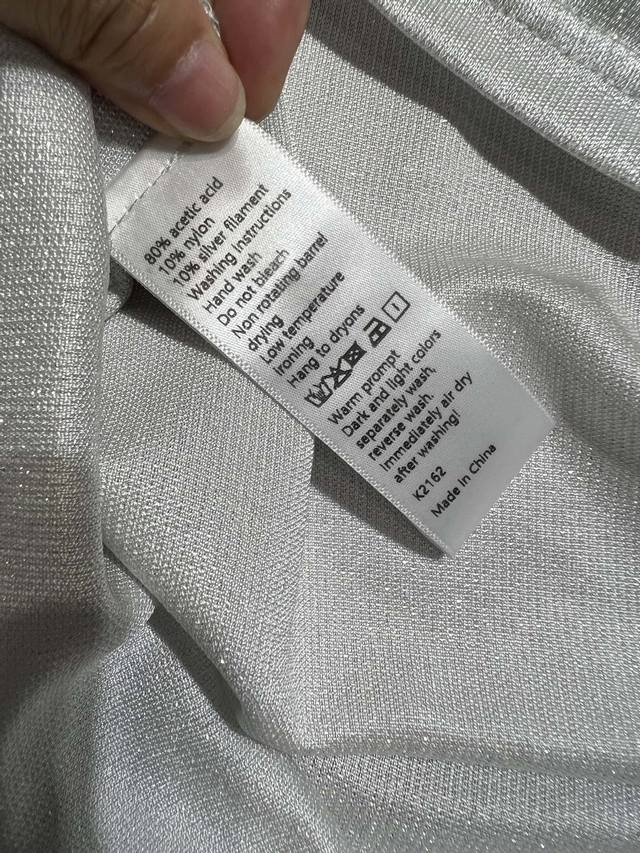 80% acetic acid
10% nylon
10% silver filament
Washing Instructions
Hand wash
Do not bleach
Non rotating barrel
drying
Low temperature
ironing
Hang to dryons
Warm prompt
Dark and light colors
separately wash,
reverse wash.
Immediately air dry
after washing!
K2162
Made in China